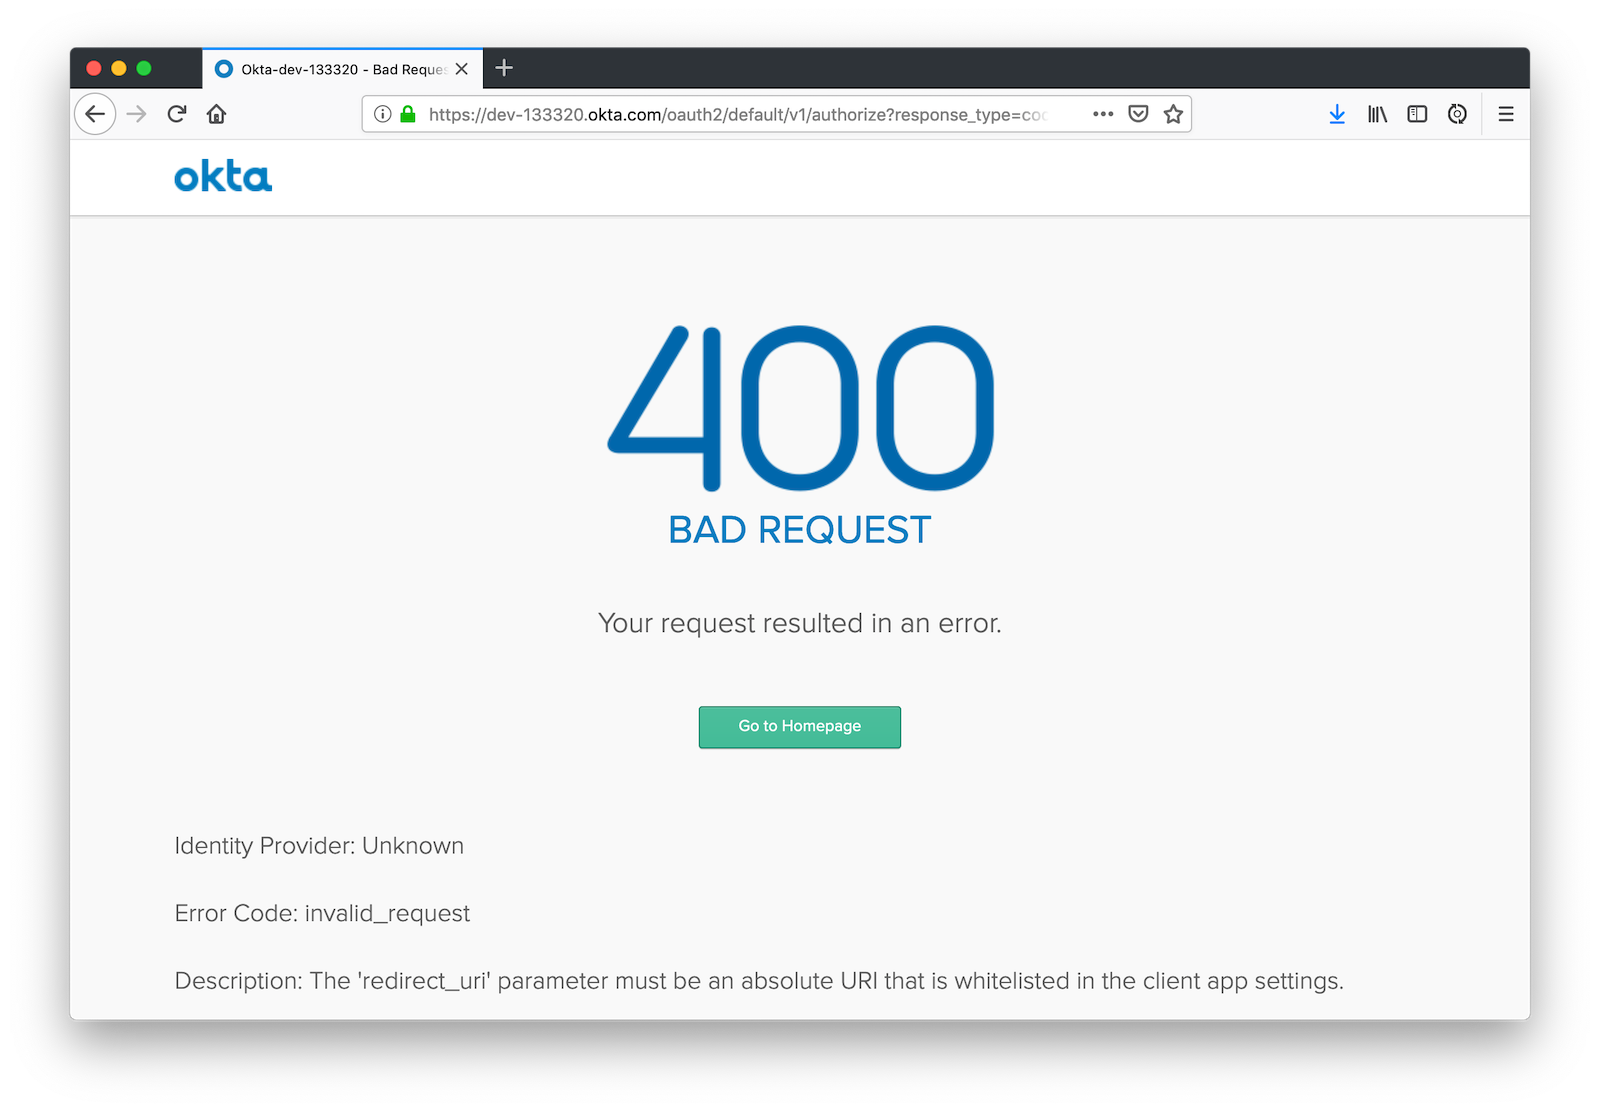 Okta-dev-133320 - Bad Reques
https://dev-133320.okta.com/oauth2/default/v1/authorize?response_type=coc
okta
400
BAD REQUEST
Your request resulted in an error.
Go to Homepage
Identity Provider: Unknown
Error Code: invalid_request
Description: The 'redirect_uri' parameter must be an absolute URI that is whitelisted in the client app settings.